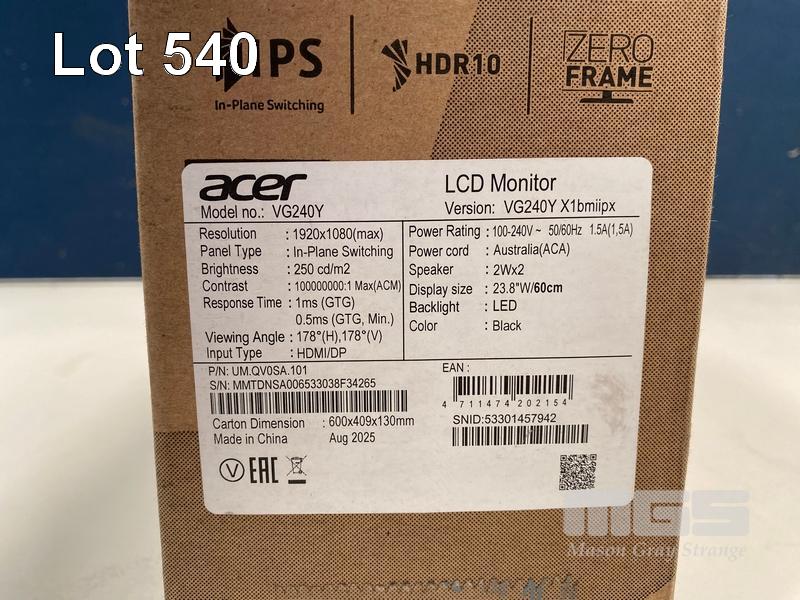 Lot 540
IPS
In-Plane Switching
HDR10
ZERO
FRAME
acer
LCD Monitor
Model no.: VG240Y
Version: VG240Y X1bmiipx
Resolution : 1920x1080(max)
Panel Type : In-Plane Switching
Brightness : 250 cd/m2
Contrast : 100000000:1 Max(ACM)
Response Time : 1ms (GTG)
0.5ms (GTG, Min.)
Viewing Angle : 178°(H),178°(V)
Input Type : HDMI/DP
Power Rating : 100-240V ~ 50/60Hz 1.5A(1,5A)
Power cord : Australia(ACA)
Speaker : 2Wx2
Display size : 23.8"W/60cm
Backlight : LED
Color : Black
P/N: UM.QV0SA.101
S/N: MMTDNSA006533038F34265
EAN :
4 711474 202154
SNID:53301457942
Carton Dimension : 600x409x130mm
Made in China Aug 2025
V EAC
MGS
Mason Gray Strange